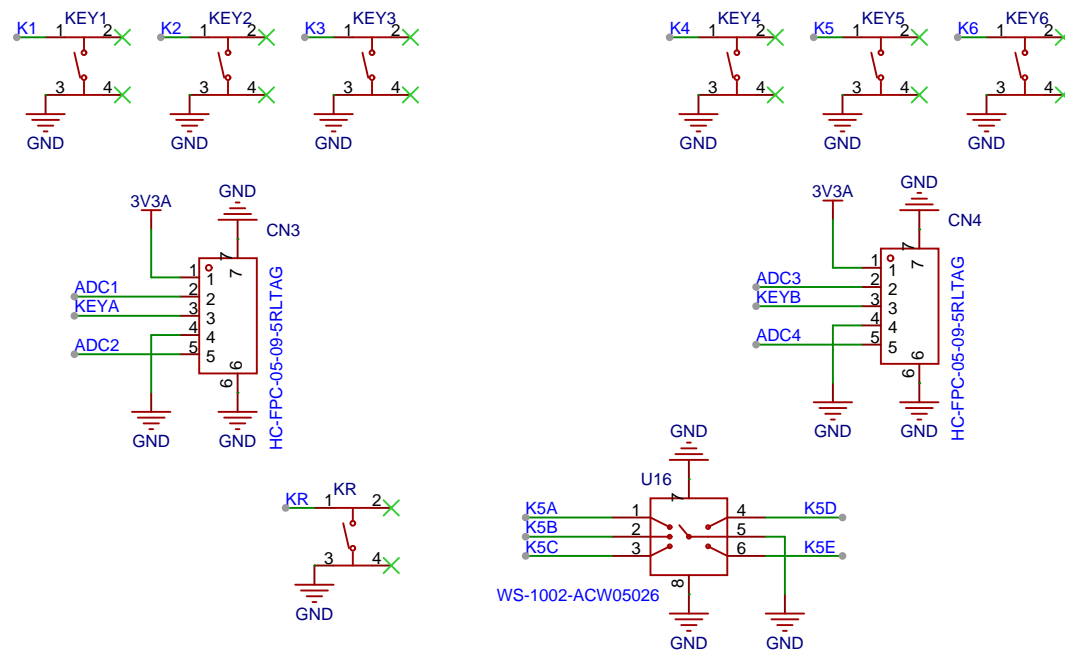 KEY1 KEY2 KEY3 KEY4 KEY5 KEY6
K1 1 2 K2 1 2 K3 1 2 K4 1 2 K5 1 2 K6 1 2
3 4 3 4 3 4 3 4 3 4 3 4
GND GND GND GND GND GND
GND
3V3A
CN3
7
7
1 1
ADC1 2 2
KEYA 3 3
4 4
ADC2 5 5
6
6
HC-FPC-05-09-5RLTAG
GND GND
GND
3V3A
CN4
7
7
1 1
ADC3 2 2
KEYB 3 3
4 4
ADC4 5 5
6
6
HC-FPC-05-09-5RLTAG
GND GND
KR
KR 1 2
3 4
GND
GND
U16
7
K5A 1 4 K5D
K5B 2 5
K5C 3 6 K5E
8
WS-1002-ACW05026
GND GND